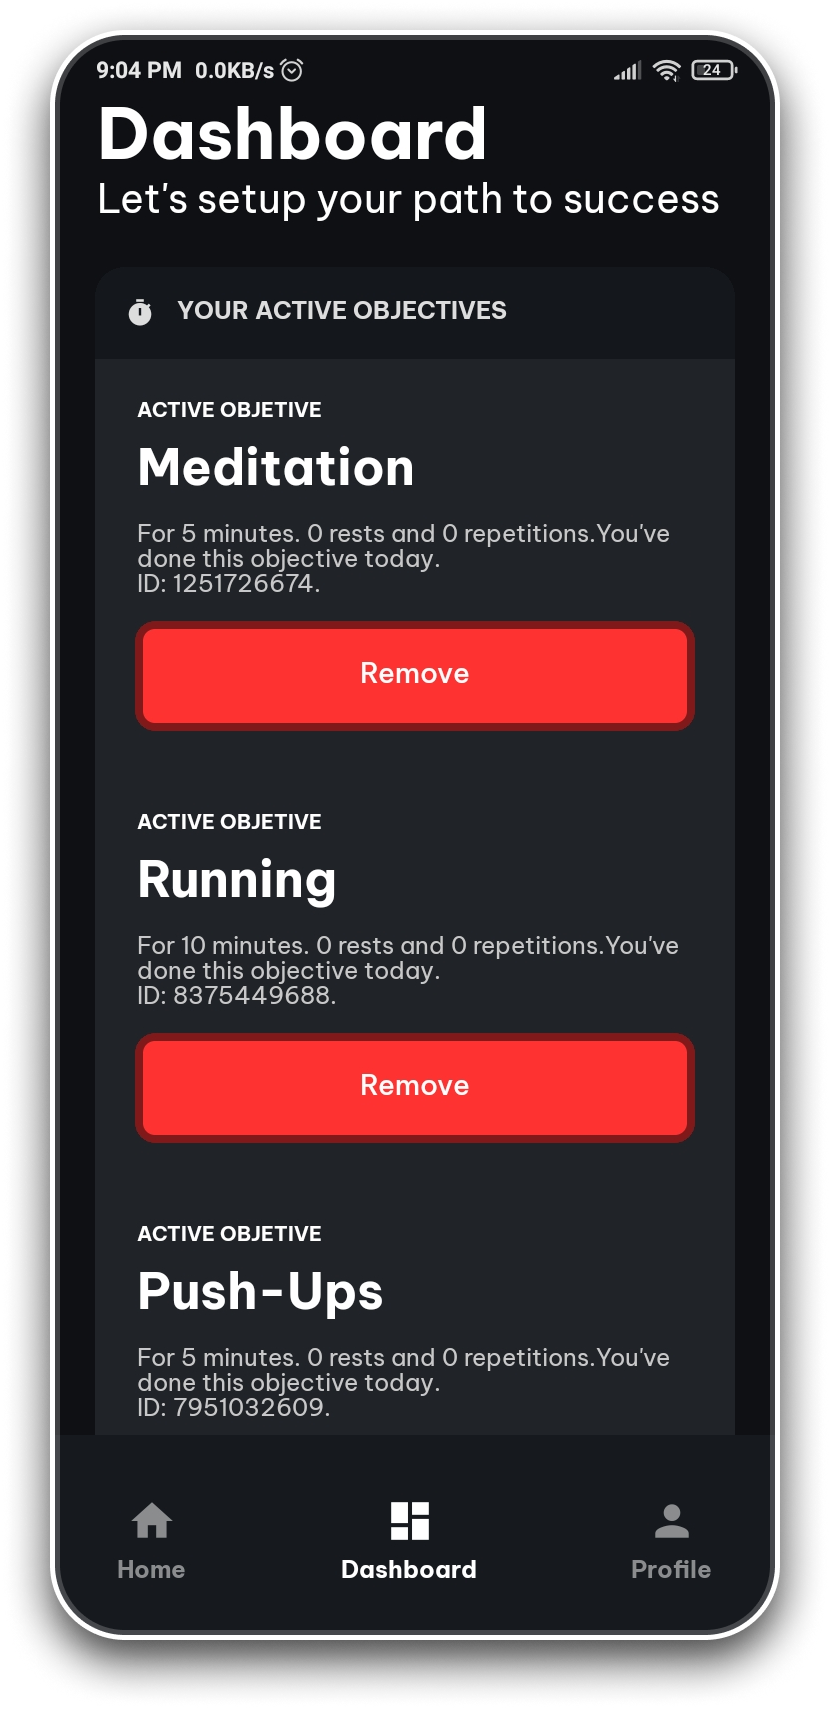 9:04 PM 0.0KB/s 24
Dashboard
Let's setup your path to success
YOUR ACTIVE OBJECTIVES
ACTIVE OBJETIVE
Meditation
For 5 minutes. 0 rests and 0 repetitions.You've
done this objective today.
ID: 1251726674.
Remove
ACTIVE OBJETIVE
Running
For 10 minutes. 0 rests and 0 repetitions.You've
done this objective today.
ID: 8375449688.
Remove
ACTIVE OBJETIVE
Push-Ups
For 5 minutes. 0 rests and 0 repetitions.You've
done this objective today.
ID: 7951032609.
Home Dashboard Profile